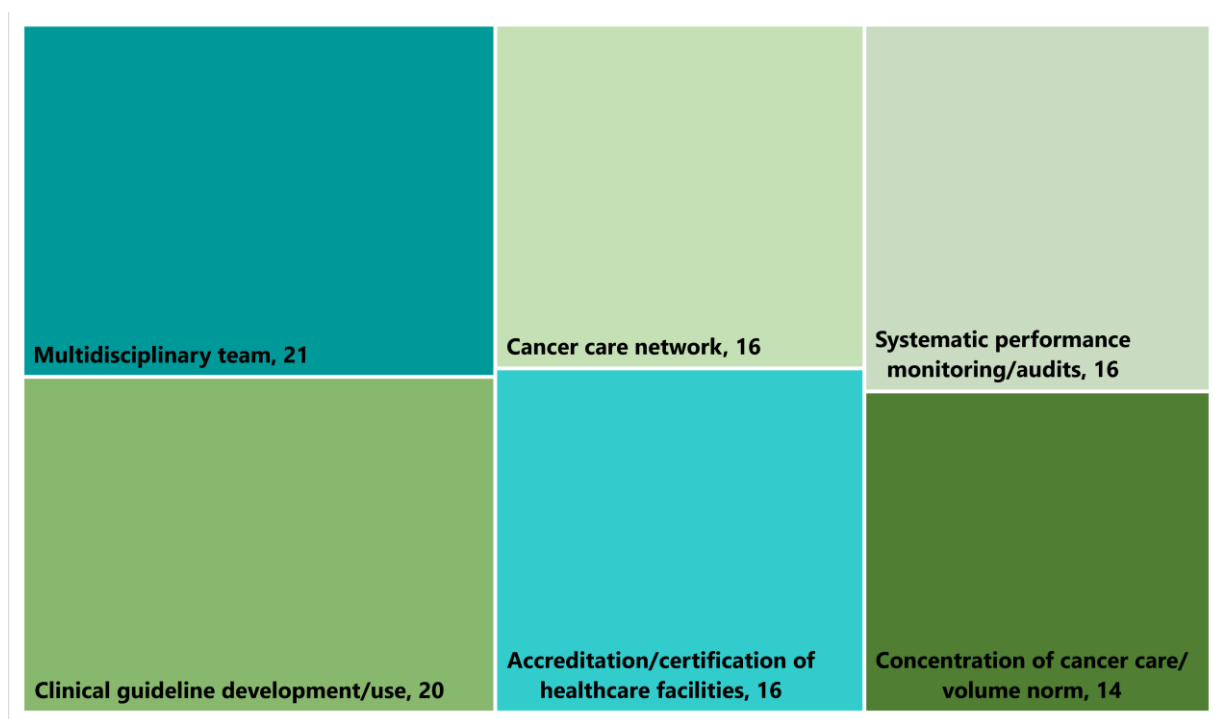 Multidisciplinary team, 21
Clinical guideline development/use, 20
Cancer care network, 16
Accreditation/certification of
healthcare facilities, 16
Systematic performance
monitoring/audits, 16
Concentration of cancer care/
volume norm, 14